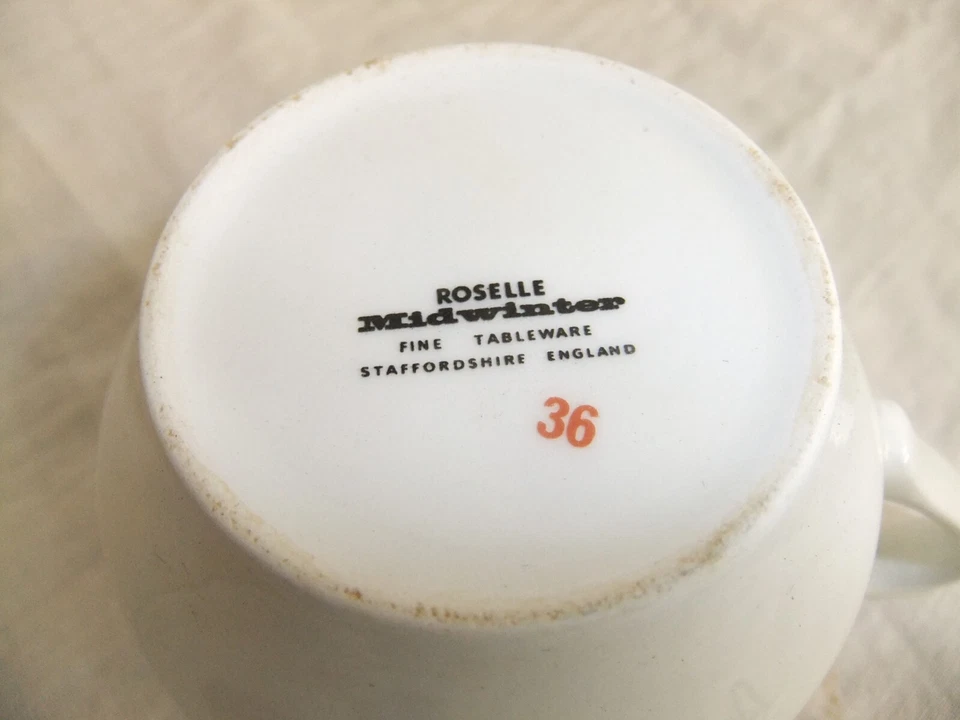 ROSELLE
Midwinter
FINE TABLEWARE
STAFFORDSHIRE ENGLAND
36